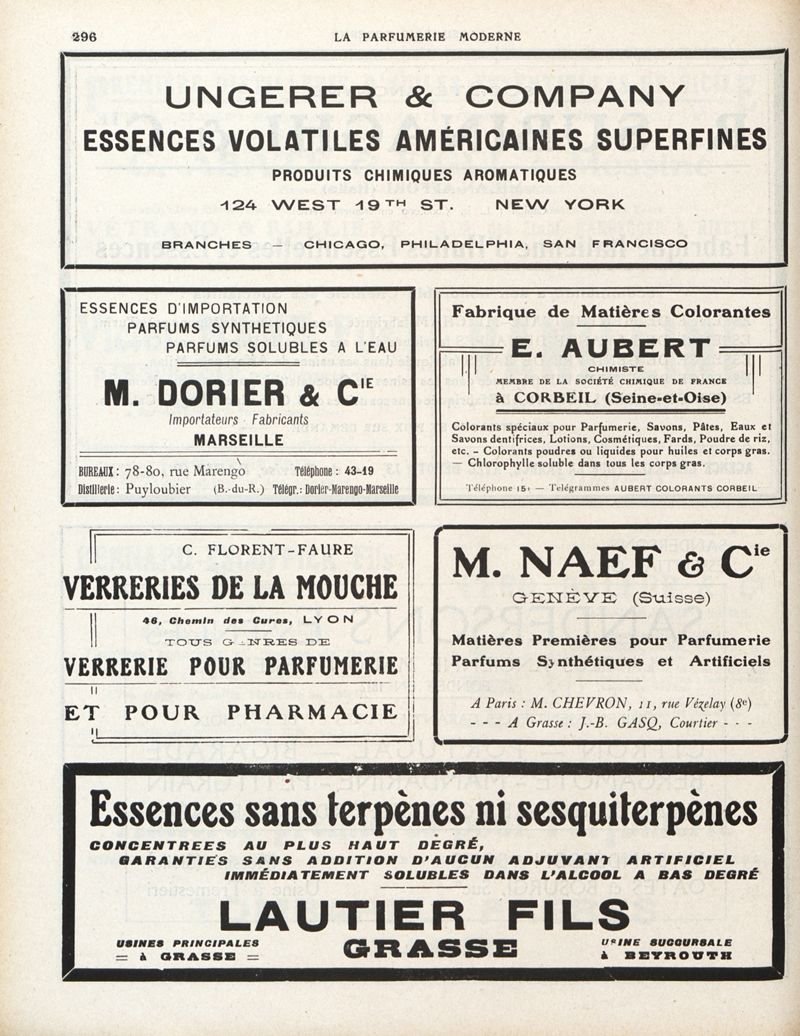 296
LA PARFUMERIE MODERNE
UNGERER & COMPANY
ESSENCES VOLATILES AMÉRICAINES SUPERFINES
PRODUITS CHIMIQUES AROMATIQUES
124 WEST 19TH ST. NEW YORK
BRANCHES — CHICAGO, PHILADELPHIA, SAN FRANCISCO
ESSENCES D'IMPORTATION
PARFUMS SYNTHETIQUES
PARFUMS SOLUBLES A L'EAU
M. DORIER & CIE
Importateurs - Fabricants
MARSEILLE
BUREAUX : 78-80, rue Marengo Téléphone : 43-19
Distillerie : Puyloubier (B.-du-R.) Télégr. : Dorier-Marengo-Marseille
Fabrique de Matières Colorantes
E. AUBERT
CHIMISTE
MEMBRE DE LA SOCIÉTÉ CHIMIQUE DE FRANCE
à CORBEIL (Seine-et-Oise)
Colorants spéciaux pour Parfumerie, Savons, Pâtes, Eaux et
Savons dentifrices, Lotions, Cosmétiques, Fards, Poudre de riz,
etc. - Colorants poudres ou liquides pour huiles et corps gras.
— Chlorophylle soluble dans tous les corps gras.
Téléphone 151 — Telégrammes AUBERT COLORANTS CORBEIL
C. FLORENT-FAURE
VERRERIES DE LA MOUCHE
46, Chemin des Cures, LYON
TOUS GENRES DE
VERRERIE POUR PARFUMERIE
ET POUR PHARMACIE
M. NAEF & Cie
GENÈVE (Suisse)
Matières Premières pour Parfumerie
Parfums Synthétiques et Artificiels
A Paris : M. CHEVRON, 11, rue Vézelay (8e)
- - - A Grasse : J.-B. GASQ, Courtier - - -
Essences sans terpènes ni sesquiterpènes
CONCENTREES AU PLUS HAUT DEGRÉ,
GARANTIES SANS ADDITION D'AUCUN ADJUVANT ARTIFICIEL
IMMÉDIATEMENT SOLUBLES DANS L'ALCOOL A BAS DEGRÉ
LAUTIER FILS
GRASSE
USINES PRINCIPALES
= à GRASSE =
USINE SUCCURSALE
à BEYROUTH